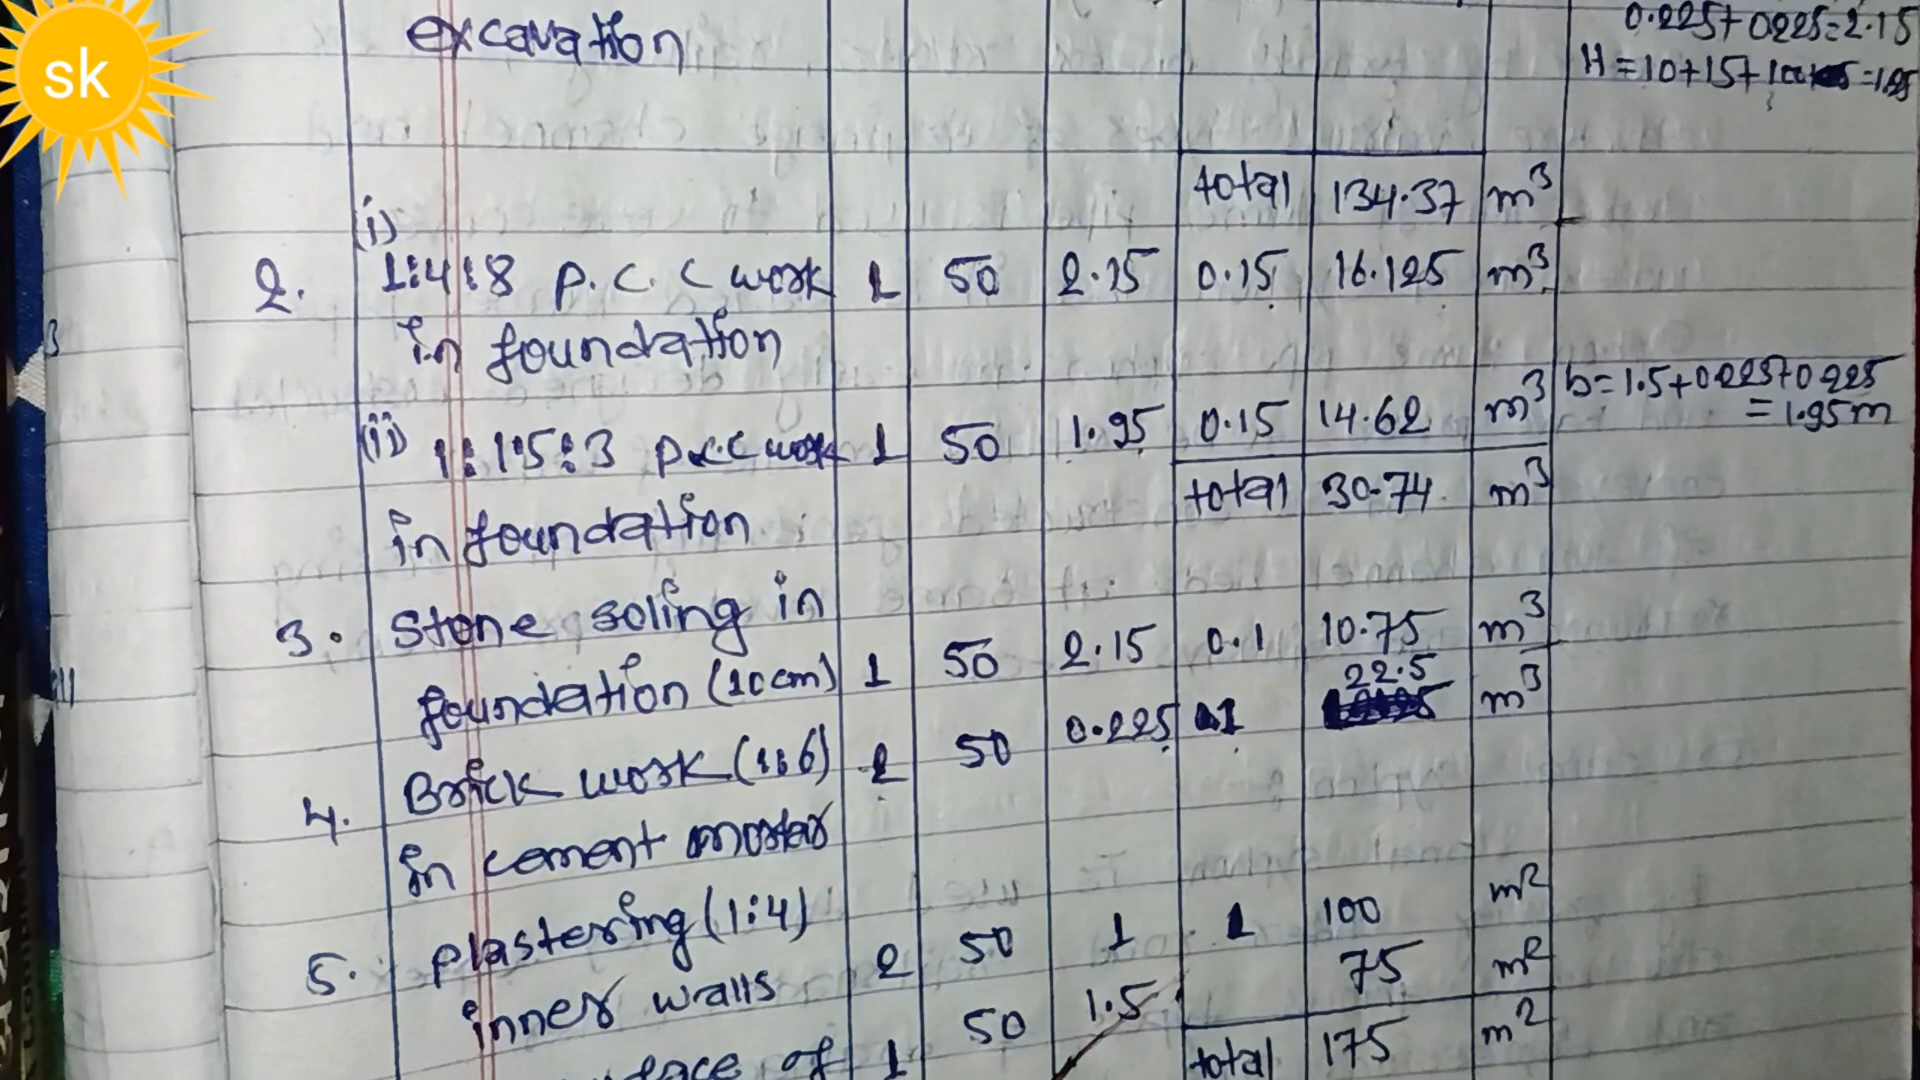 sk
excavation
0.225+0.225=2.15
H=10+15+100
total 134.37 m³
(i)
2. 1:4:8 P.C.C work 1 50 2.15 0.15 16.125 m³
in foundation
b=1.5+0.225+0.225
=1.95m
(ii) 1:1.5:3 P.C.C work 1 50 1.95 0.15 14.62 m³
in foundation
total 30.74 m³
3. Stone soling in
foundation (10cm) 1 50 2.15 0.1 10.75 m³
4. Brick work (1:6) 2 50 0.225 1 22.5 m³
in cement mortar
5. plastering (1:4)
inner walls 2 50 1 1 100 m²
1 50 1.5 75 m²
face of
total 175 m²